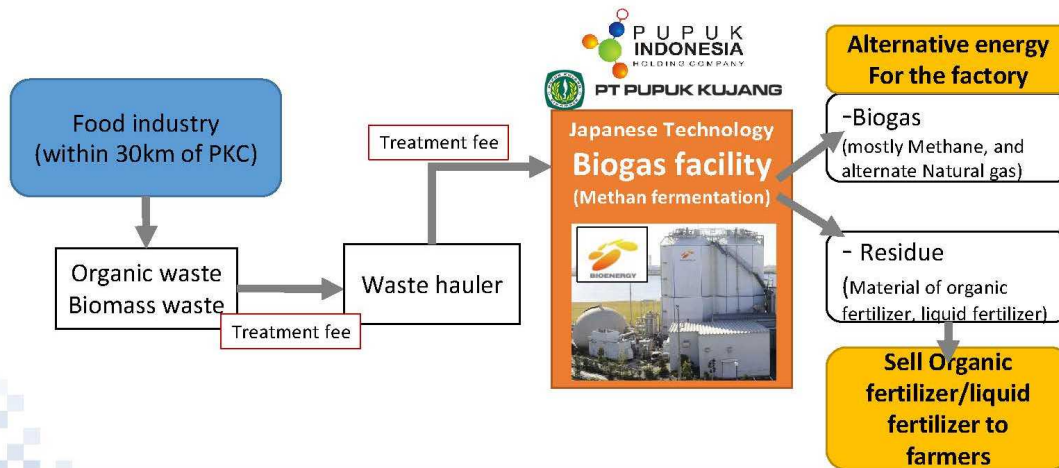 Food industry
(within 30km of PKC)
Organic waste
Biomass waste
Treatment fee
Waste hauler
Treatment fee
PUPUK
INDONESIA
HOLDING COMPANY
PT PUPUK KUJANG
Japanese Technology
Biogas facility
(Methan fermentation)
BIOENERGY
Alternative energy
For the factory
-Biogas
(mostly Methane, and
alternate Natural gas)
- Residue
(Material of organic
fertilizer, liquid fertilizer)
Sell Organic
fertilizer/liquid
fertilizer to
farmers